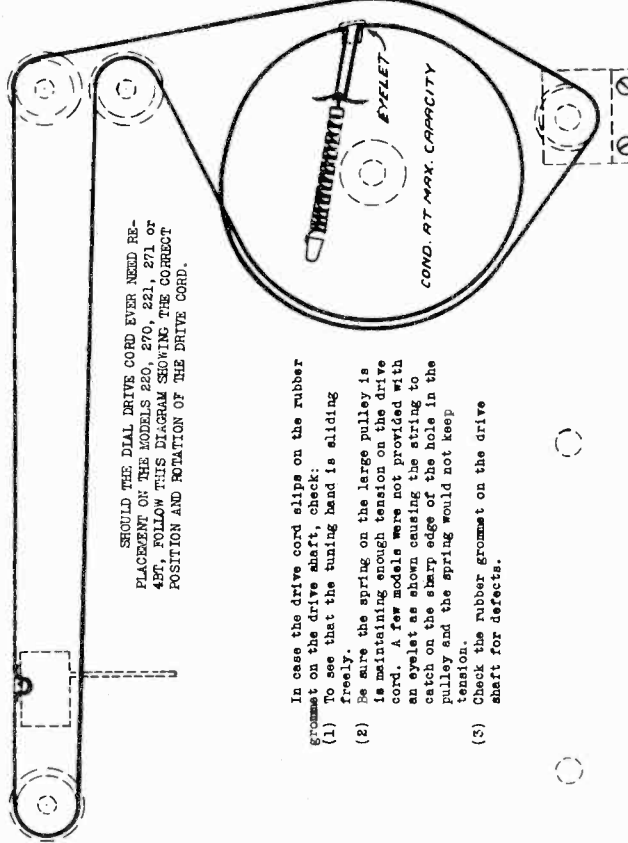 SHOULD THE DIAL DRIVE CORD EVER NEED RE-
PLACEMENT ON THE MODELS 220, 270, 221, 271 or
4BT, FOLLOW THIS DIAGRAM SHOWING THE CORRECT
POSITION AND ROTATION OF THE DRIVE CORD.
EYELET
COND. AT MAX. CAPACITY
In case the drive cord slips on the rubber
grommet on the drive shaft, check:
(1) To see that the tuning hand is sliding
freely.
(2) Be sure the spring on the large pulley is
is maintaining enough tension on the drive
cord. A few models were not provided with
an eyelet as shown causing the string to
catch on the sharp edge of the hole in the
pulley and the spring would not keep
tension.
(3) Check the rubber grommet on the drive
shaft for defects.